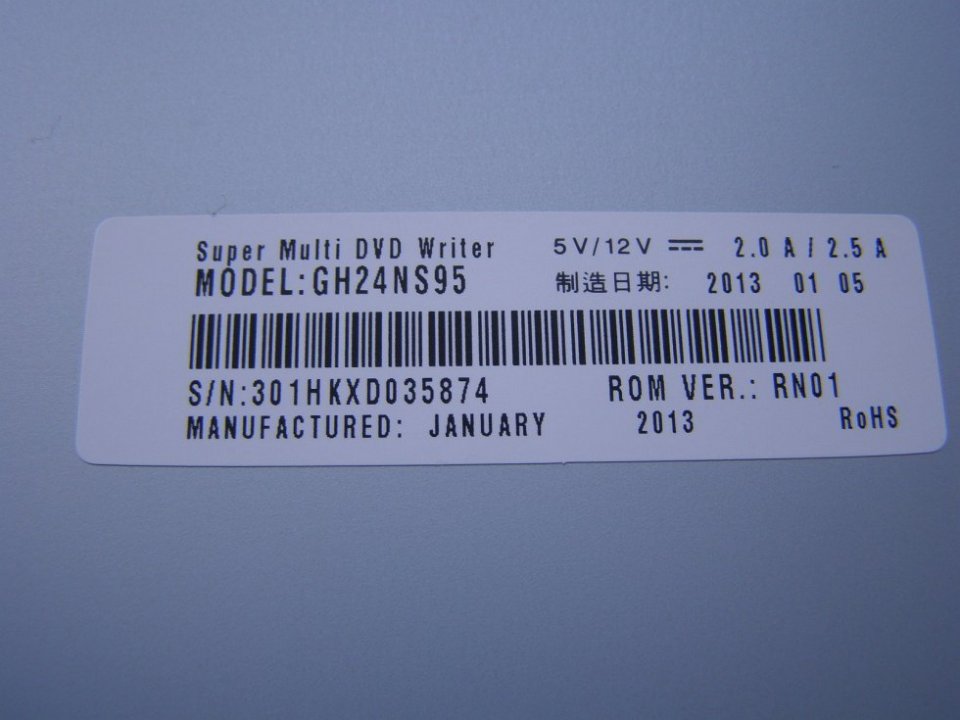 Super Multi DVD Writer 5V/12V ⎓ 2.0 A / 2.5 A
MODEL:GH24NS95 制造日期: 2013 01 05
S/N:301HKXD035874 ROM VER.: RN01
MANUFACTURED: JANUARY 2013 RoHS